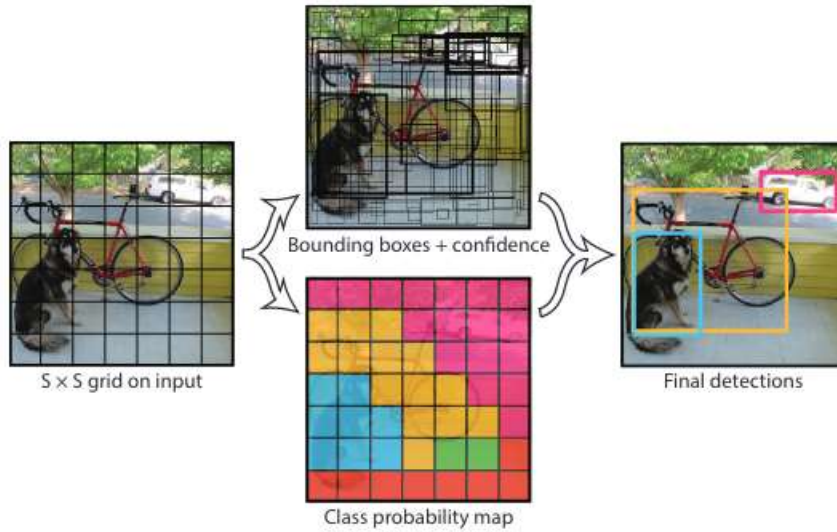 S × S grid on input
Bounding boxes + confidence
Class probability map
Final detections